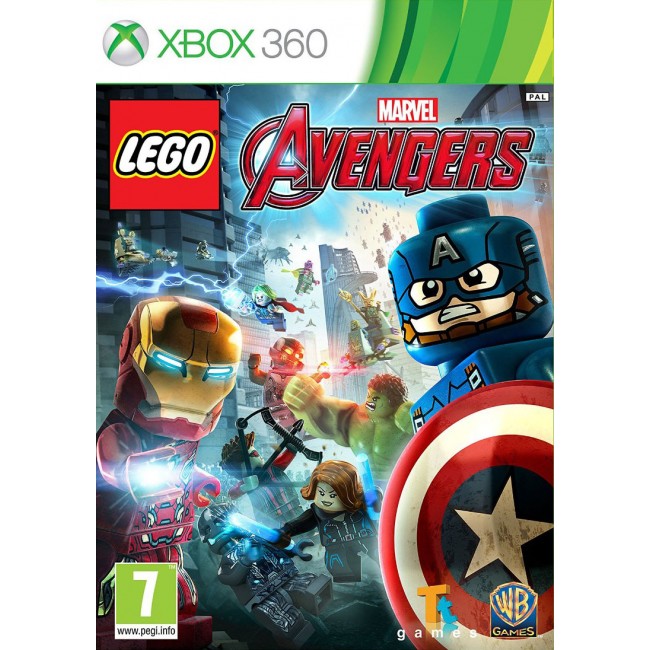 XBOX 360
PAL
LEGO
MARVEL
AVENGERS
A
7
www.pegi.info
Tt
games
WB
GAMES